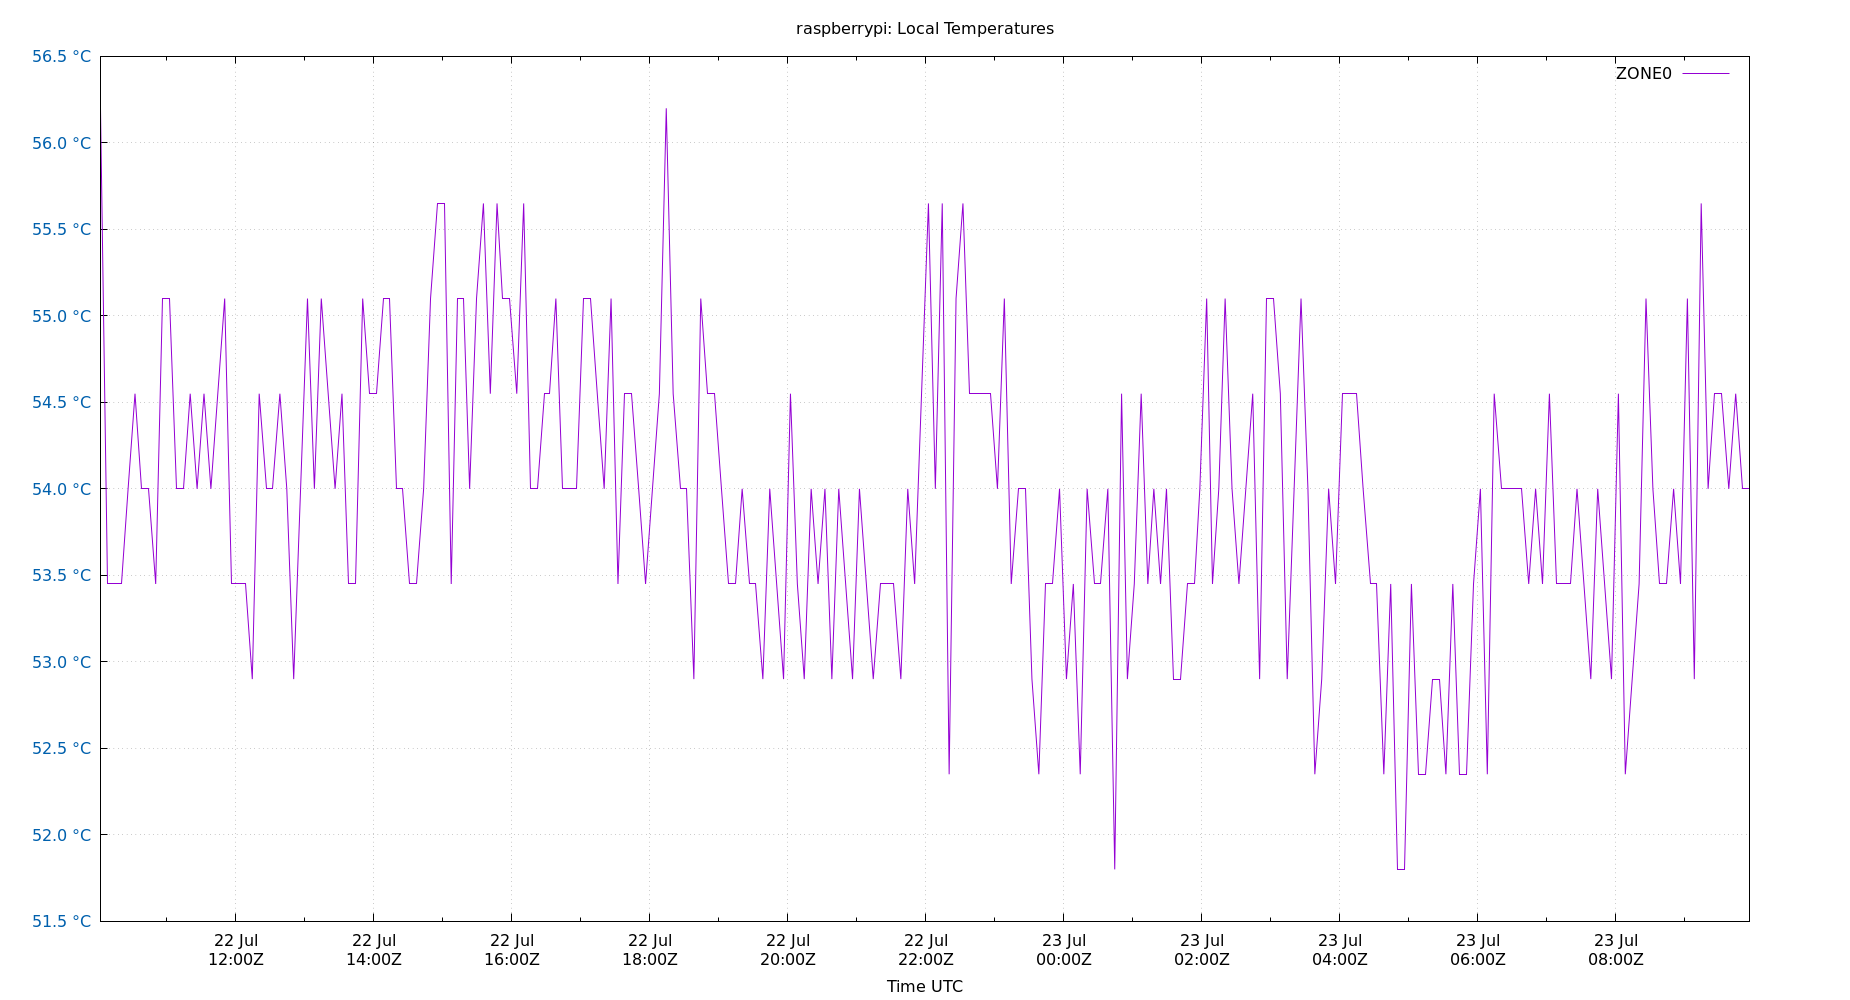 raspberrypi: Local Temperatures
56.5 °C
56.0 °C
55.5 °C
55.0 °C
54.5 °C
54.0 °C
53.5 °C
53.0 °C
52.5 °C
52.0 °C
51.5 °C
ZONE0
22 Jul
12:00Z
22 Jul
14:00Z
22 Jul
16:00Z
22 Jul
18:00Z
22 Jul
20:00Z
22 Jul
22:00Z
23 Jul
00:00Z
23 Jul
02:00Z
23 Jul
04:00Z
23 Jul
06:00Z
23 Jul
08:00Z
Time UTC